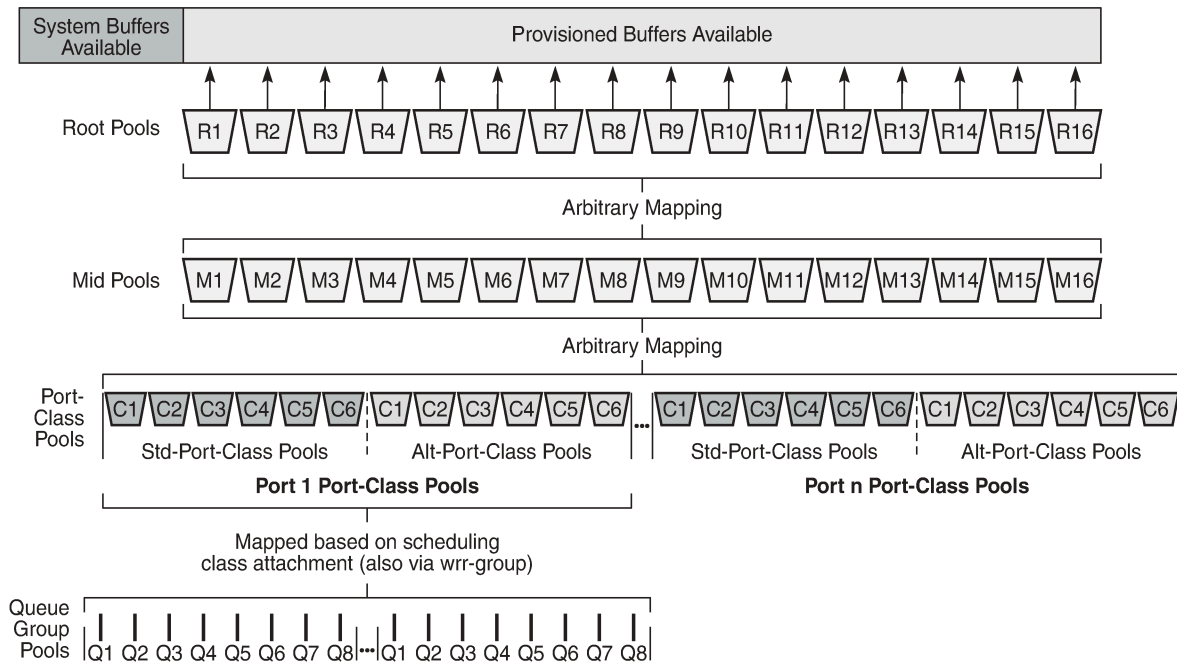 System Buffers
Available
Provisioned Buffers Available
Root Pools
R1 R2 R3 R4 R5 R6 R7 R8 R9 R10 R11 R12 R13 R14 R15 R16
Arbitrary Mapping
Mid Pools
M1 M2 M3 M4 M5 M6 M7 M8 M9 M10 M11 M12 M13 M14 M15 M16
Arbitrary Mapping
Port-
Class
Pools
C1 C2 C3 C4 C5 C6 C1 C2 C3 C4 C5 C6 ... C1 C2 C3 C4 C5 C6 C1 C2 C3 C4 C5 C6
Std-Port-Class Pools Alt-Port-Class Pools Std-Port-Class Pools Alt-Port-Class Pools
Port 1 Port-Class Pools Port n Port-Class Pools
Mapped based on scheduling
class attachment (also via wrr-group)
Queue
Group
Pools
Q1 Q2 Q3 Q4 Q5 Q6 Q7 Q8 ... Q1 Q2 Q3 Q4 Q5 Q6 Q7 Q8